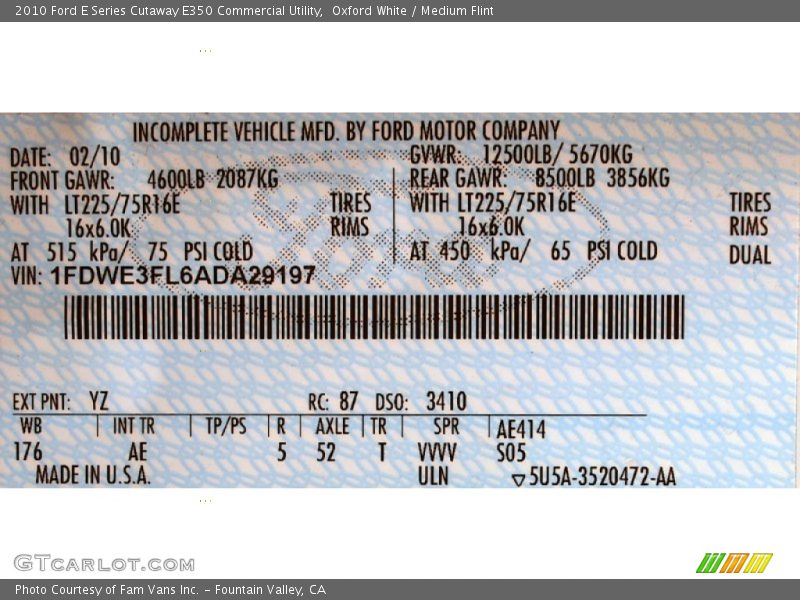 2010 Ford E Series Cutaway E350 Commercial Utility,  Oxford White / Medium Flint
INCOMPLETE VEHICLE MFD. BY FORD MOTOR COMPANY
DATE: 02/10 GVWR: 12500LB/ 5670KG
FRONT GAWR: 4600LB 2087KG REAR GAWR: 8500LB 3856KG
WITH LT225/75R16E TIRES WITH LT225/75R16E TIRES
16x6.0K RIMS 16x6.0K RIMS
AT 515 kPa/ 75 PSI COLD AT 450 kPa/ 65 PSI COLD DUAL
VIN: 1FDWE3FL6ADA29197
EXT PNT: YZ RC: 87 DSO: 3410
WB INT TR TP/PS R AXLE TR SPR AE414
176 AE 5 52 T VVVV S05
MADE IN U.S.A. ULN ▽5U5A-3520472-AA
GTCARLOT.COM
Photo Courtesy of Fam Vans Inc. - Fountain Valley, CA